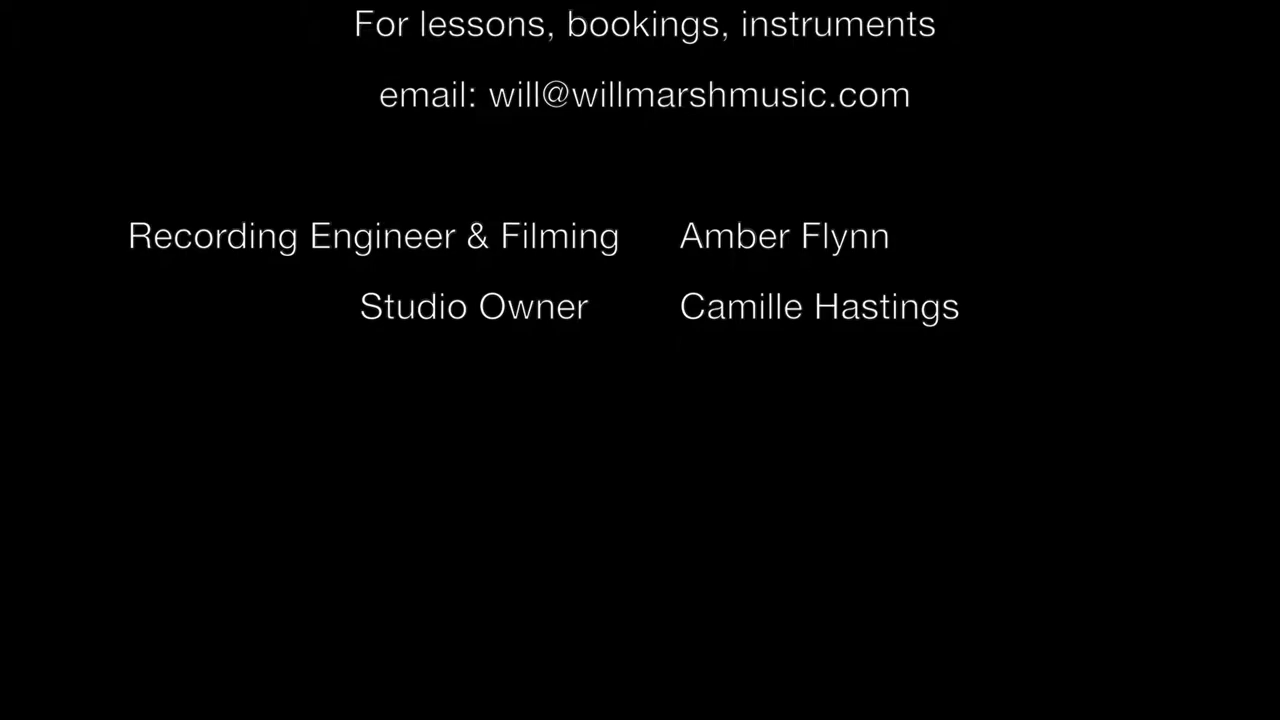 For lessons, bookings, instruments
email: will@willmarshmusic.com
Recording Engineer & Filming Amber Flynn
Studio Owner Camille Hastings